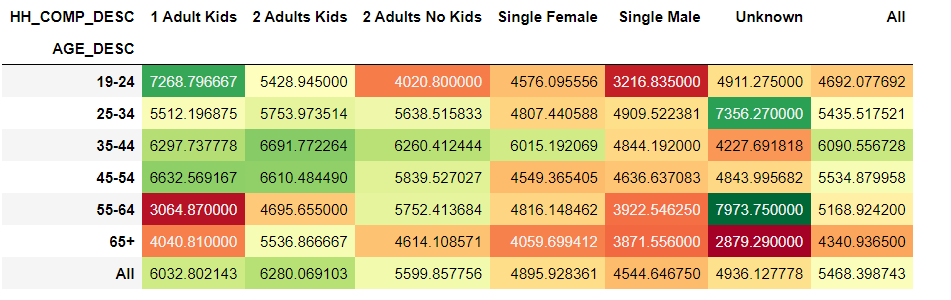 HH_COMP_DESC 1 Adult Kids 2 Adults Kids 2 Adults No Kids Single Female Single Male Unknown All
AGE_DESC
19-24 7268.796667 5428.945000 4020.800000 4576.095556 3216.835000 4911.275000 4692.077692
25-34 5512.196875 5753.973514 5638.515833 4807.440588 4909.522381 7356.270000 5435.517521
35-44 6297.737778 6691.772264 6260.412444 6015.192069 4844.192000 4227.691818 6090.556728
45-54 6632.569167 6610.484490 5839.527027 4549.365405 4636.637083 4843.995682 5534.879958
55-64 3064.870000 4695.655000 5752.413684 4816.148462 3922.546250 7973.750000 5168.924200
65+ 4040.810000 5536.866667 4614.108571 4059.699412 3871.556000 2879.290000 4340.936500
All 6032.802143 6280.069103 5599.857756 4895.928361 4544.646750 4936.127778 5468.398743